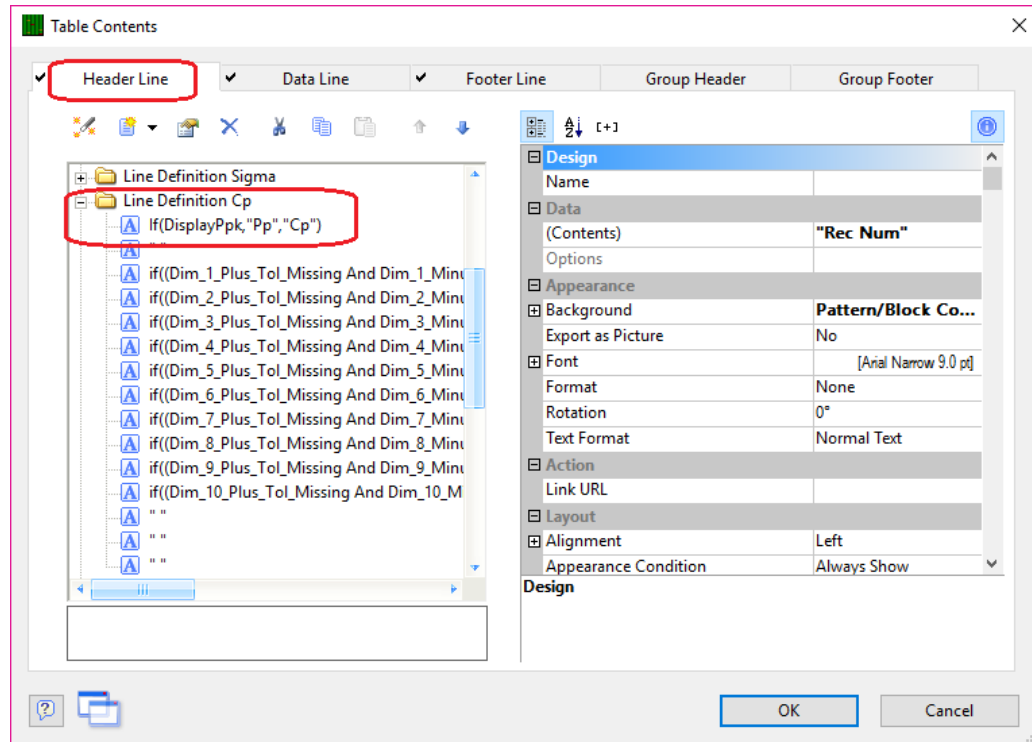 Table Contents
Header Line
Data Line
Footer Line
Group Header
Group Footer
Line Definition Sigma
Line Definition Cp
If(DisplayPpk,"Pp","Cp")
" "
if((Dim_1_Plus_Tol_Missing And Dim_1_Minu
if((Dim_2_Plus_Tol_Missing And Dim_2_Minu
if((Dim_3_Plus_Tol_Missing And Dim_3_Minu
if((Dim_4_Plus_Tol_Missing And Dim_4_Minu
if((Dim_5_Plus_Tol_Missing And Dim_5_Minu
if((Dim_6_Plus_Tol_Missing And Dim_6_Minu
if((Dim_7_Plus_Tol_Missing And Dim_7_Minu
if((Dim_8_Plus_Tol_Missing And Dim_8_Minu
if((Dim_9_Plus_Tol_Missing And Dim_9_Minu
if((Dim_10_Plus_Tol_Missing And Dim_10_M
" "
" "
" "
Design
Name
Data
(Contents) "Rec Num"
Options
Appearance
Background Pattern/Block Co...
Export as Picture No
Font [Arial Narrow 9.0 pt]
Format None
Rotation 0°
Text Format Normal Text
Action
Link URL
Layout
Alignment Left
Appearance Condition Always Show
Design
OK
Cancel